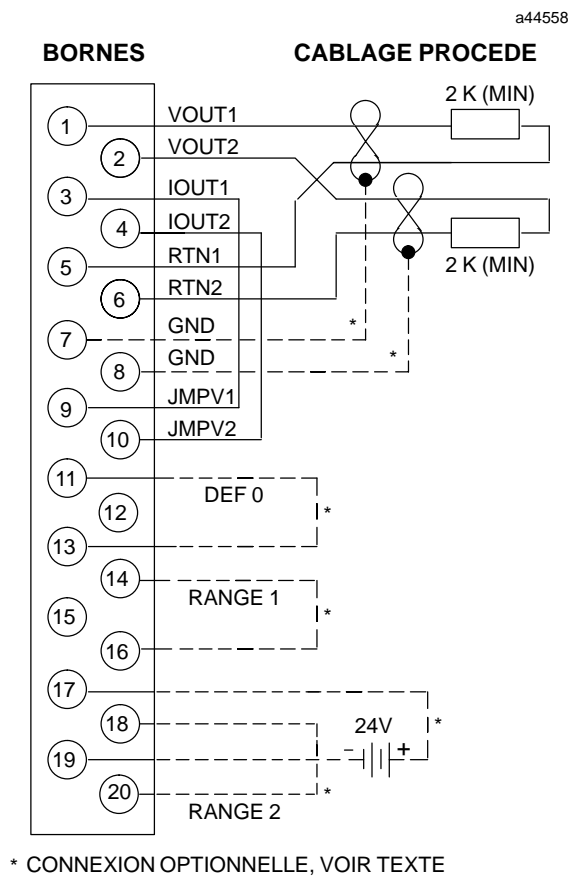 a44558
BORNES CABLAGE PROCEDE
2 K (MIN)
1 VOUT1
2 VOUT2
3 IOUT1
4 IOUT2
5 RTN1
2 K (MIN)
6 RTN2
7 GND *
8 GND *
9 JMPV1
10 JMPV2
11
DEF 0
12 *
13
14
RANGE 1
15 *
16
17
18 24V *
19 - +
20 *
RANGE 2
* CONNEXION OPTIONNELLE, VOIR TEXTE